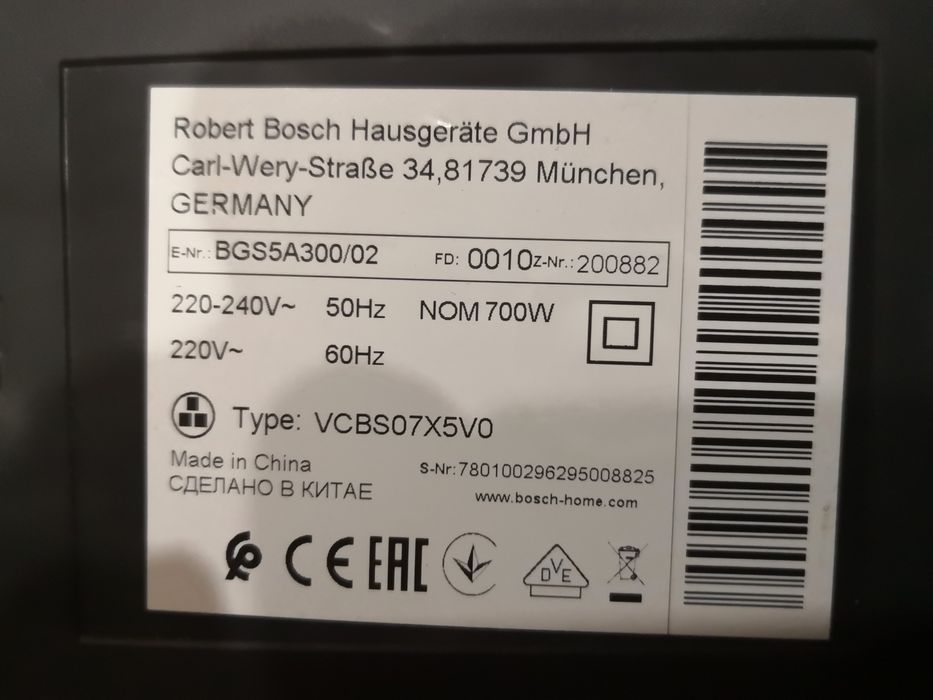 Robert Bosch Hausgeräte GmbH
Carl-Wery-Straße 34,81739 München,
GERMANY
E-Nr.: BGS5A300/02 FD: 0010 Z-Nr.: 200882
220-240V~ 50Hz NOM 700W
220V~ 60Hz
Type: VCBS07X5V0
Made in China
S-Nr: 780100296295008825
СДЕЛАНО В КИТАЕ
www.bosch-home.com
CE EAC DVE